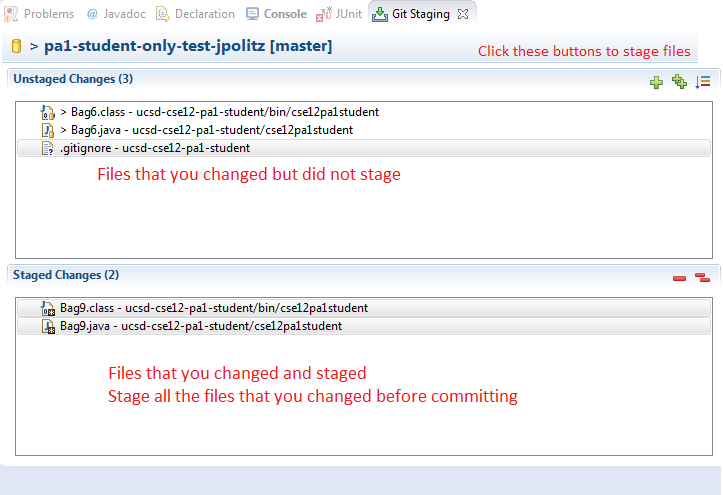 Problems @ Javadoc Declaration Console JUnit Git Staging
> pa1-student-only-test-jpolitz [master] Click these buttons to stage files
Unstaged Changes (3)
> Bag6.class - ucsd-cse12-pa1-student/bin/cse12pa1student
> Bag6.java - ucsd-cse12-pa1-student/cse12pa1student
.gitignore - ucsd-cse12-pa1-student
Files that you changed but did not stage
Staged Changes (2)
Bag9.class - ucsd-cse12-pa1-student/bin/cse12pa1student
Bag9.java - ucsd-cse12-pa1-student/cse12pa1student
Files that you changed and staged
Stage all the files that you changed before committing